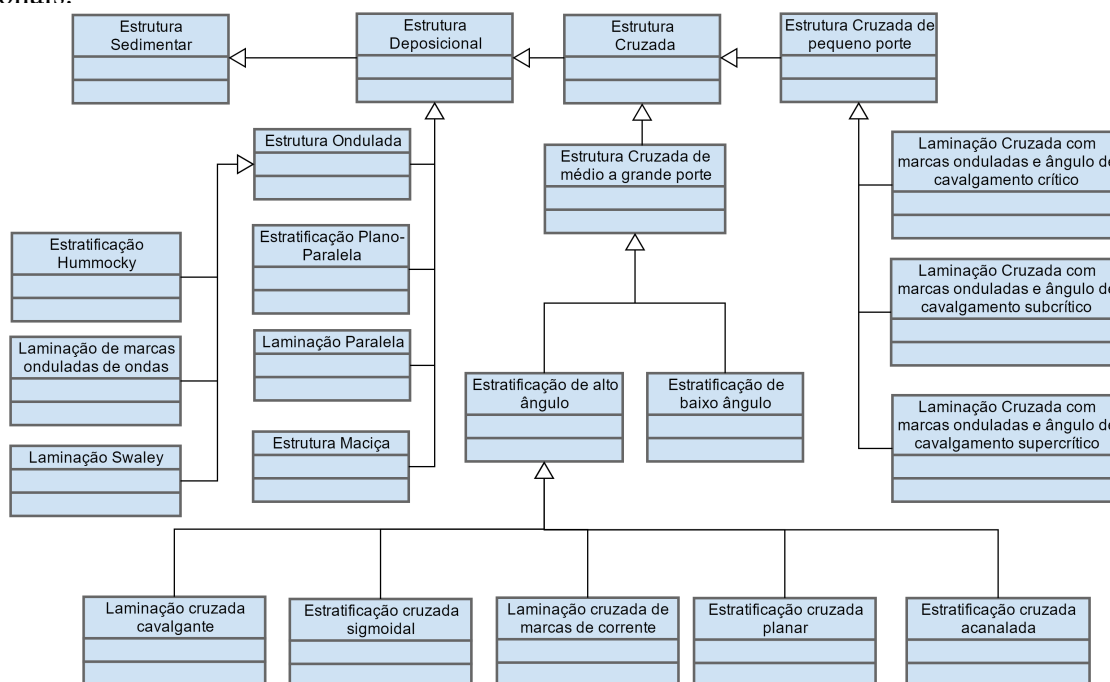 Estrutura
Sedimentar
Estrutura
Deposicional
Estrutura
Cruzada
Estrutura Cruzada de
pequeno porte
Estrutura Ondulada
Estrutura Cruzada de
médio a grande porte
Laminação Cruzada com
marcas onduladas e ângulo de
cavalgamento crítico
Estratificação
Hummocky
Estratificação Plano-
Paralela
Laminação Cruzada com
marcas onduladas e ângulo de
cavalgamento subcrítico
Laminação de marcas
onduladas de ondas
Laminação Paralela
Estratificação de alto
ângulo
Estratificação de
baixo ângulo
Laminação Cruzada com
marcas onduladas e ângulo de
cavalgamento supercrítico
Laminação Swaley
Estrutura Maciça
Laminação cruzada
cavalgante
Estratificação cruzada
sigmoidal
Laminação cruzada de
marcas de corrente
Estratificação cruzada
planar
Estratificação cruzada
acanalada